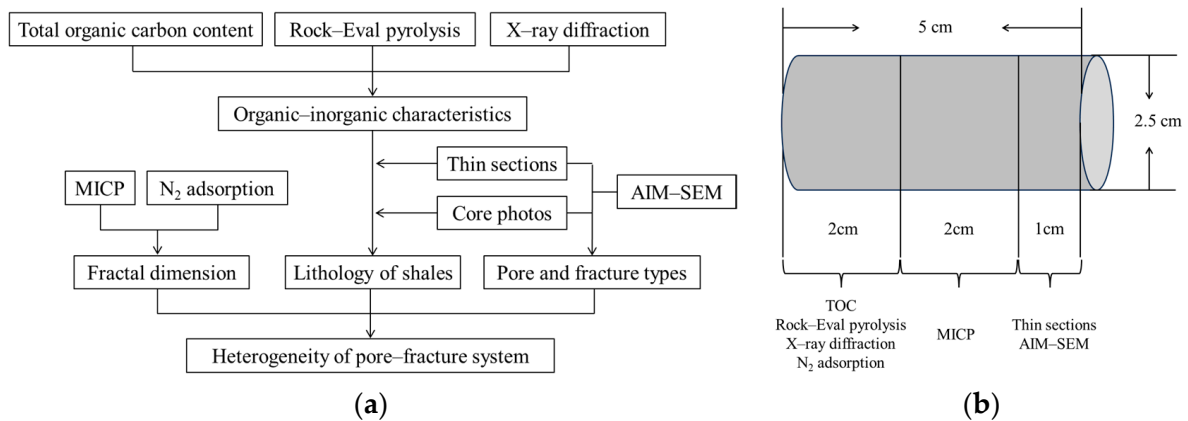 Total organic carbon content
Rock–Eval pyrolysis
X–ray diffraction
Organic–inorganic characteristics
Thin sections
MICP
N₂ adsorption
AIM–SEM
Core photos
Fractal dimension
Lithology of shales
Pore and fracture types
Heterogeneity of pore–fracture system
(a)
5 cm
2.5 cm
2cm
2cm
1cm
TOC
Rock–Eval pyrolysis
X–ray diffraction
N₂ adsorption
MICP
Thin sections
AIM–SEM
(b)